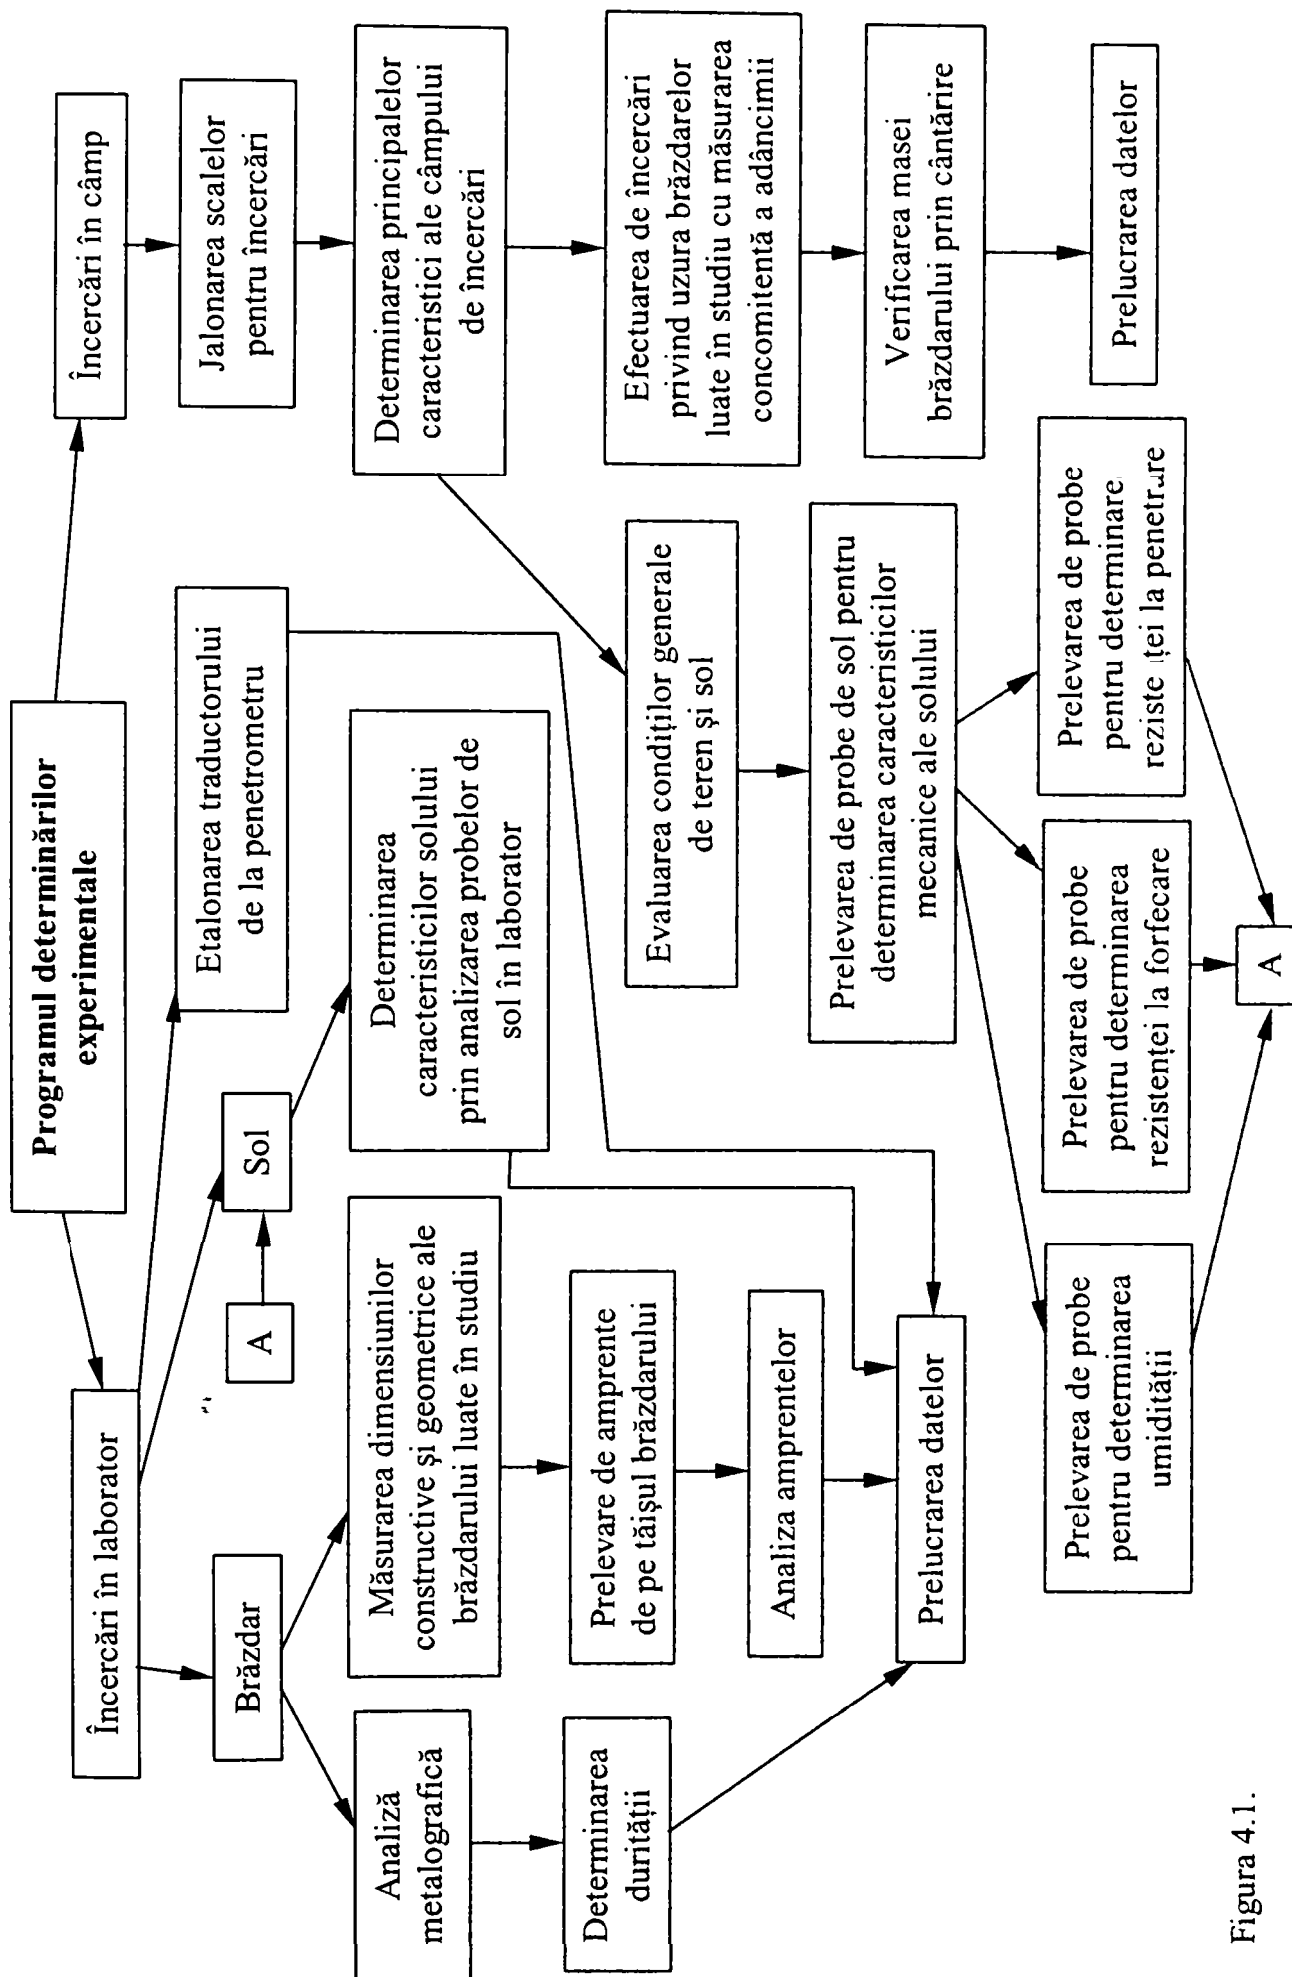 Programul determinărilor
experimentale
Încercări în laborator
Încercări în câmp
Brăzdar
A
Sol
Etalonarea traductorului
de la penetrometru
Jalonarea scalelor
pentru încercări
Analiză
metalografică
Măsurarea dimensiunilor
constructive și geometrice ale
brăzdarului luate în studiu
Determinarea
caracteristicilor solului
prin analizarea probelor de
sol în laborator
Determinarea principalelor
caracteristici ale câmpului
de încercări
Determinarea
durității
Prelevare de amprente
de pe tăișul brăzdarului
Analiza amprentelor
Evaluarea condiților generale
de teren și sol
Efectuarea de încercări
privind uzura brăzdarelor
luate în studiu cu măsurarea
concomitentă a adâncimii
Prelucrarea datelor
Prelevarea de probe de sol pentru
determinarea caracteristicilor
mecanice ale solului
Verificarea masei
brăzdarului prin cântărire
Prelucrarea datelor
Prelevarea de probe
pentru determinarea
umidității
Prelevarea de probe
pentru determinarea
rezistenței la forfecare
Prelevarea de probe
pentru determinare
la penetrare
A
Figura 4.1.